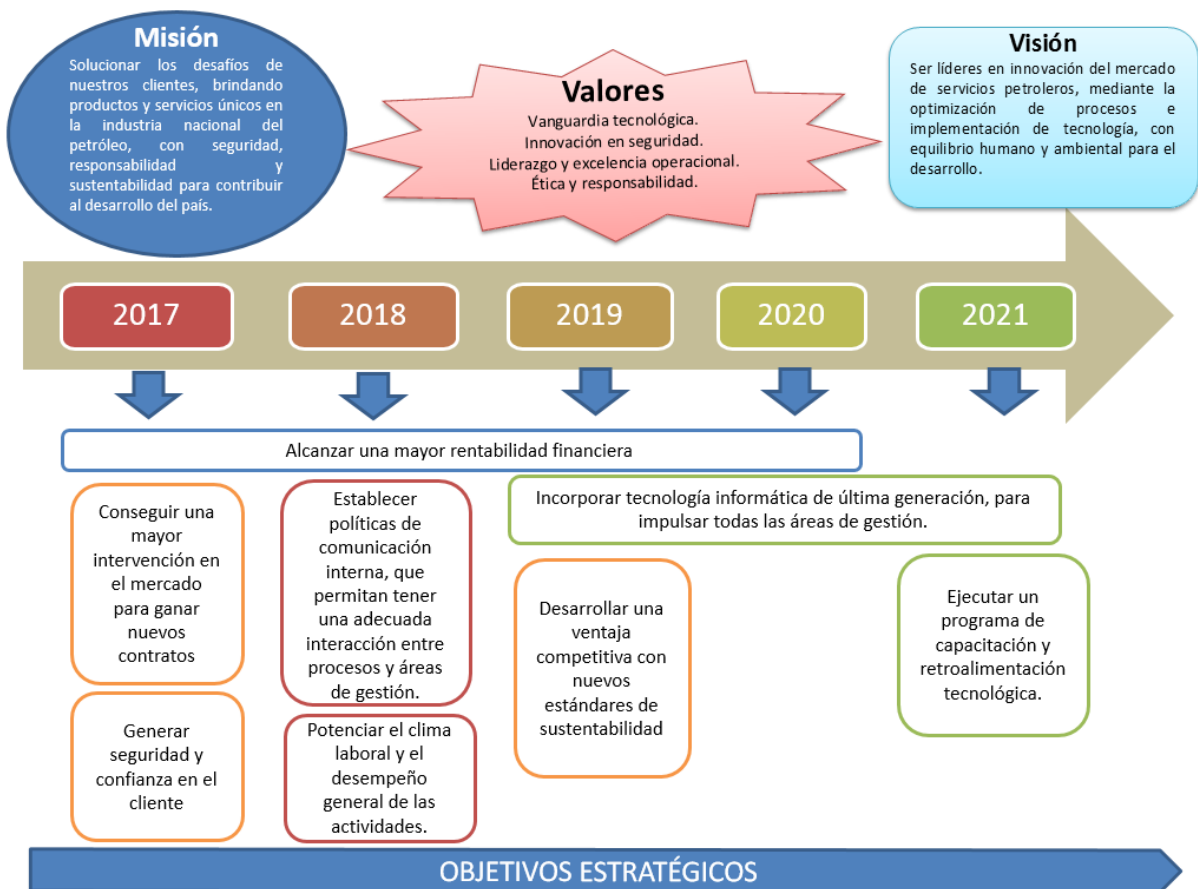 Misión
Solucionar los desafíos de
nuestros clientes, brindando
productos y servicios únicos en
la industria nacional del
petróleo, con seguridad,
responsabilidad y
sustentabilidad para contribuir
al desarrollo del país.
Valores
Vanguardia tecnológica.
Innovación en seguridad.
Liderazgo y excelencia operacional.
Ética y responsabilidad.
Visión
Ser líderes en innovación del mercado
de servicios petroleros, mediante la
optimización de procesos e
implementación de tecnología, con
equilibrio humano y ambiental para el
desarrollo.
2017
2018
2019
2020
2021
Alcanzar una mayor rentabilidad financiera
Conseguir una
mayor
intervención en
el mercado
para ganar
nuevos
contratos
Generar
seguridad y
confianza en el
cliente
Establecer
políticas de
comunicación
interna, que
permitan tener
una adecuada
interacción entre
procesos y áreas
de gestión.
Potenciar el clima
laboral y el
desempeño
general de las
actividades.
Incorporar tecnología informática de última generación, para
impulsar todas las áreas de gestión.
Desarrollar una
ventaja
competitiva con
nuevos
estándares de
sustentabilidad
Ejecutar un
programa de
capacitación y
retroalimentación
tecnológica.
OBJETIVOS ESTRATÉGICOS